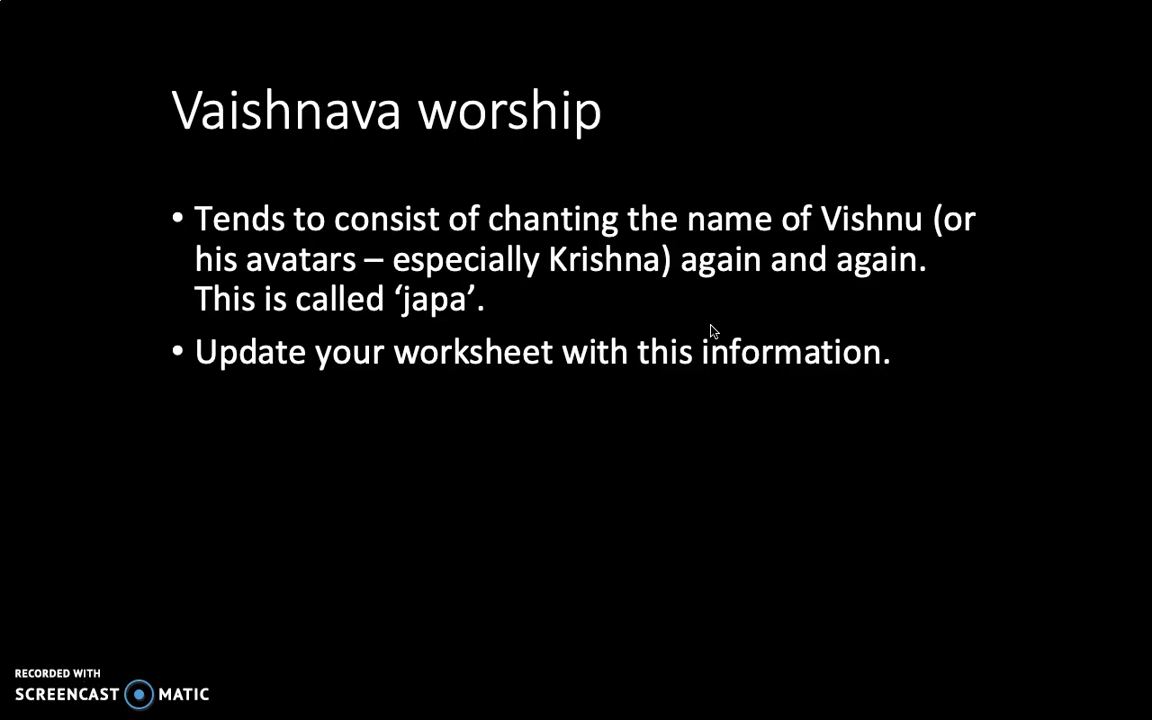 Vaishnava worship
• Tends to consist of chanting the name of Vishnu (or
his avatars – especially Krishna) again and again.
This is called ‘japa’.
• Update your worksheet with this information.
RECORDED WITH
SCREENCAST MATIC